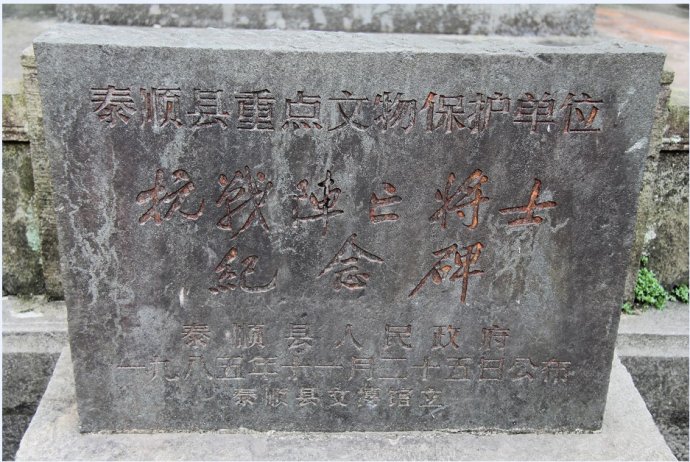 泰顺县重点文物保护单位
抗战阵亡将士
纪念碑
泰顺县人民政府
一九八五年十一月二十五日公布
泰顺县文博馆立